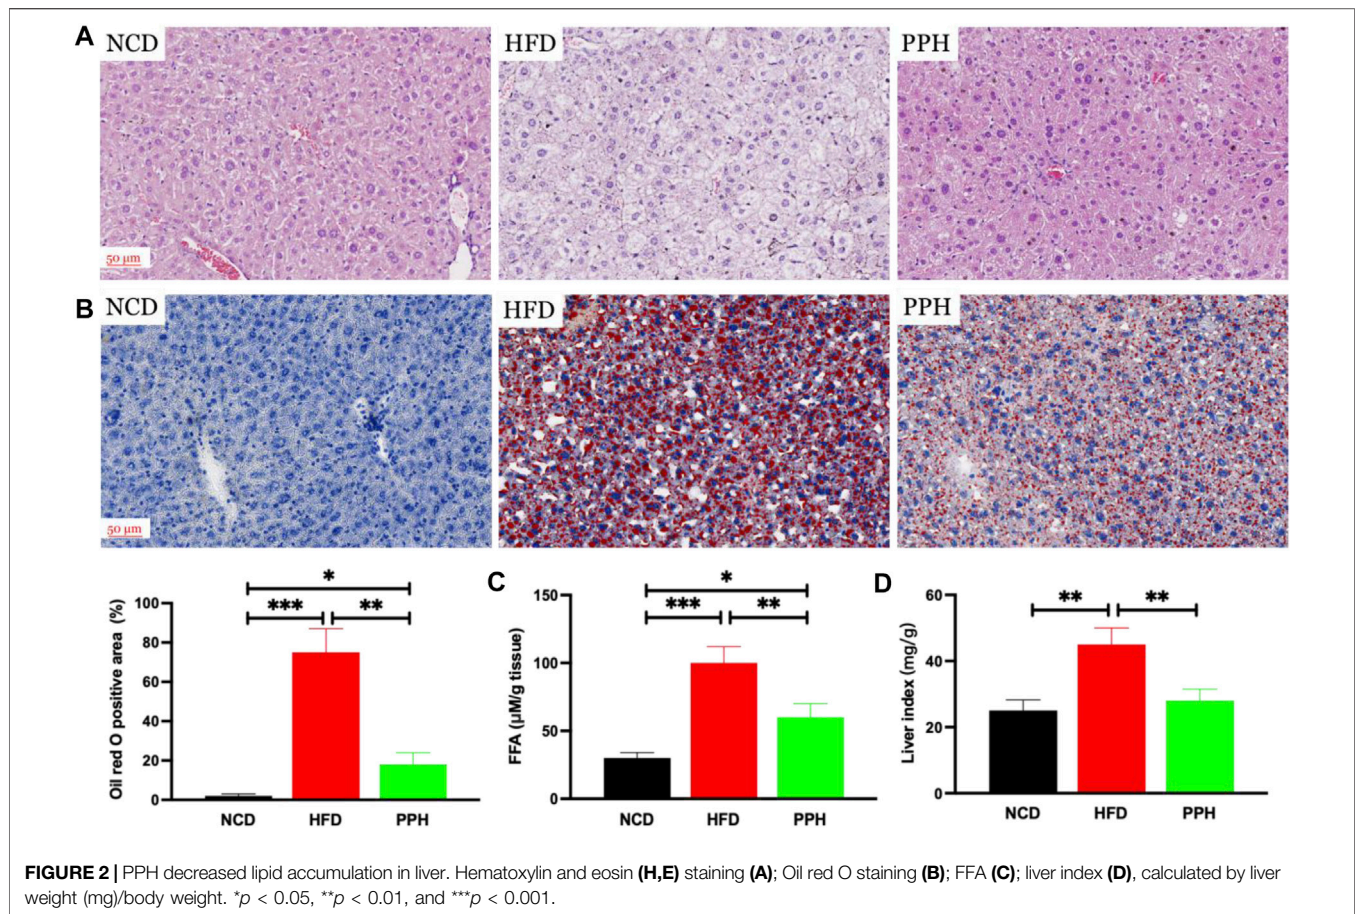 A
NCD
HFD
PPH
50 µm
B
NCD
HFD
PPH
50 µm
*
***
**
Oil red O positive area (%)
100
80
60
40
20
0
NCD
HFD
PPH
C
*
***
**
FFA (µM/g tissue)
150
100
50
0
NCD
HFD
PPH
D
**
**
Liver index (mg/g)
60
40
20
0
NCD
HFD
PPH
FIGURE 2 | PPH decreased lipid accumulation in liver. Hematoxylin and eosin (H,E) staining (A); Oil red O staining (B); FFA (C); liver index (D), calculated by liver
weight (mg)/body weight. *p < 0.05, **p < 0.01, and ***p < 0.001.